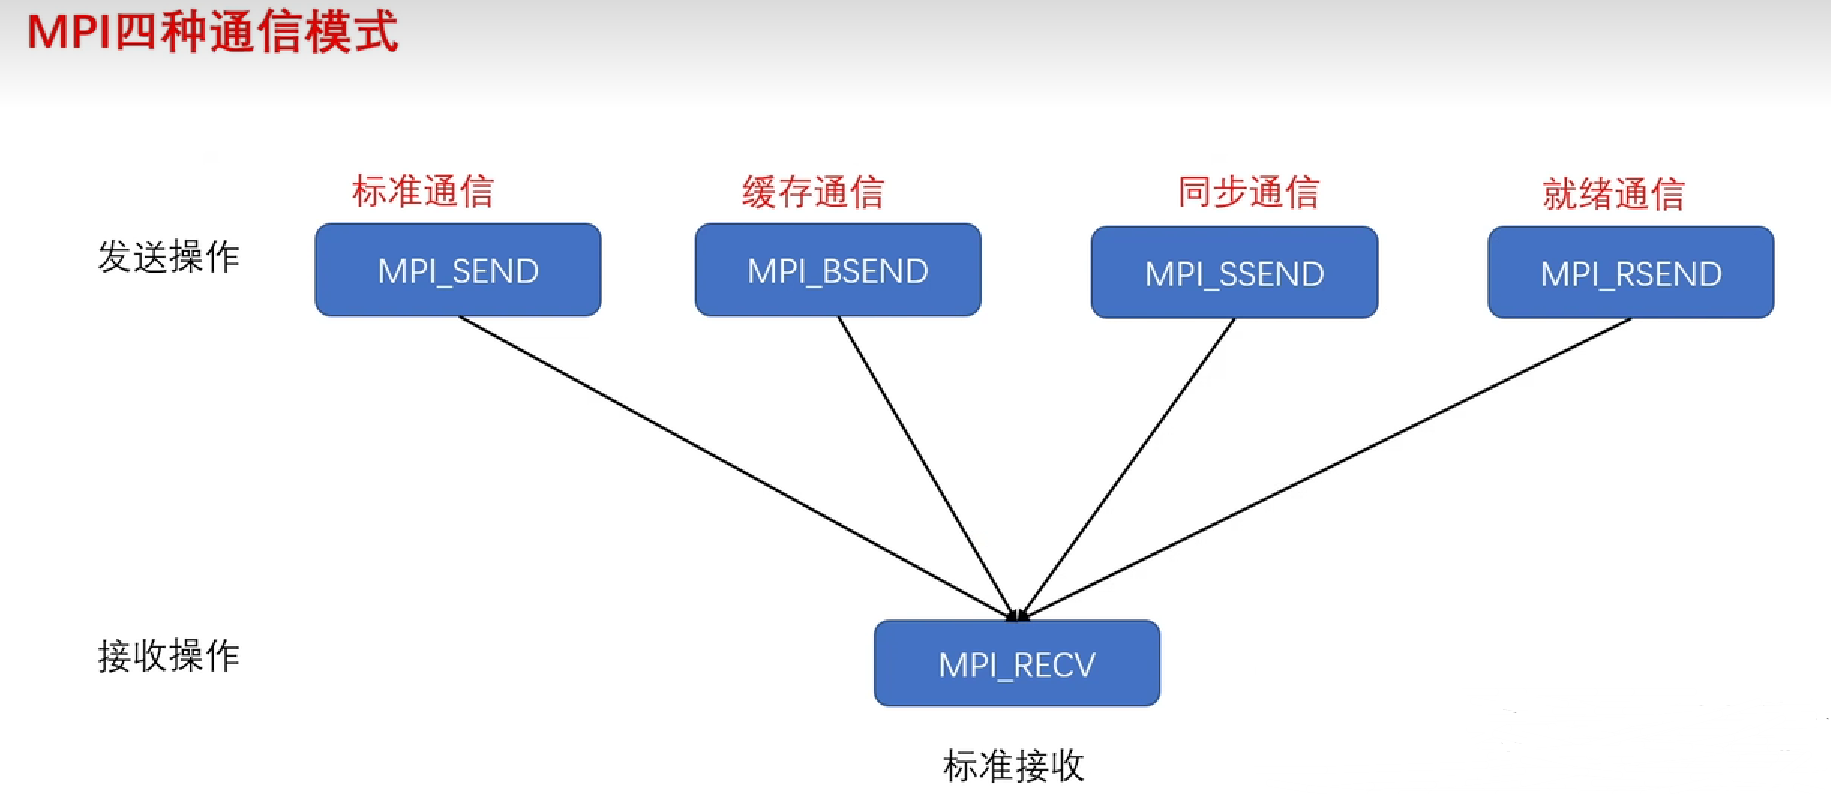 MPI四种通信模式
标准通信
缓存通信
同步通信
就绪通信
发送操作
MPI_SEND
MPI_BSEND
MPI_SSEND
MPI_RSEND
接收操作
MPI_RECV
标准接收